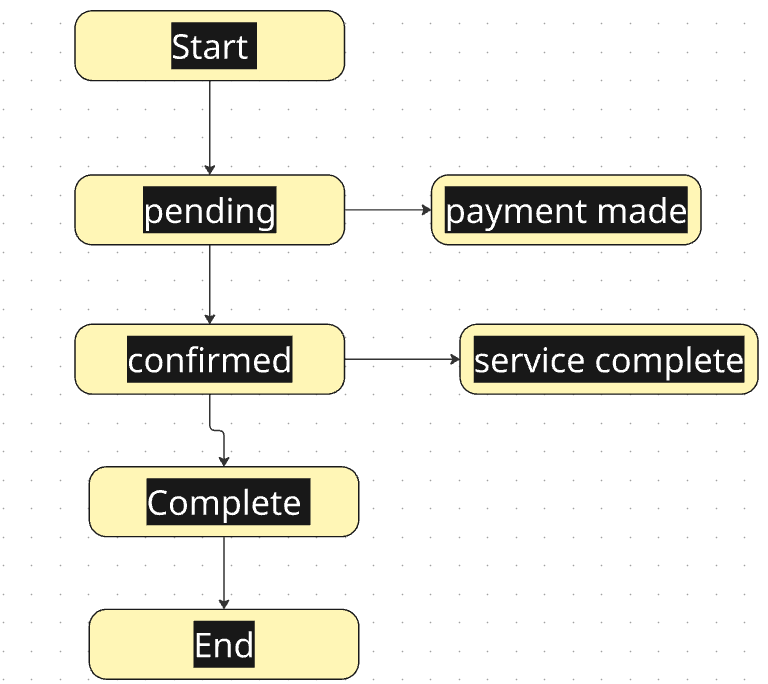 Start
pending
payment made
confirmed
service complete
Complete
End